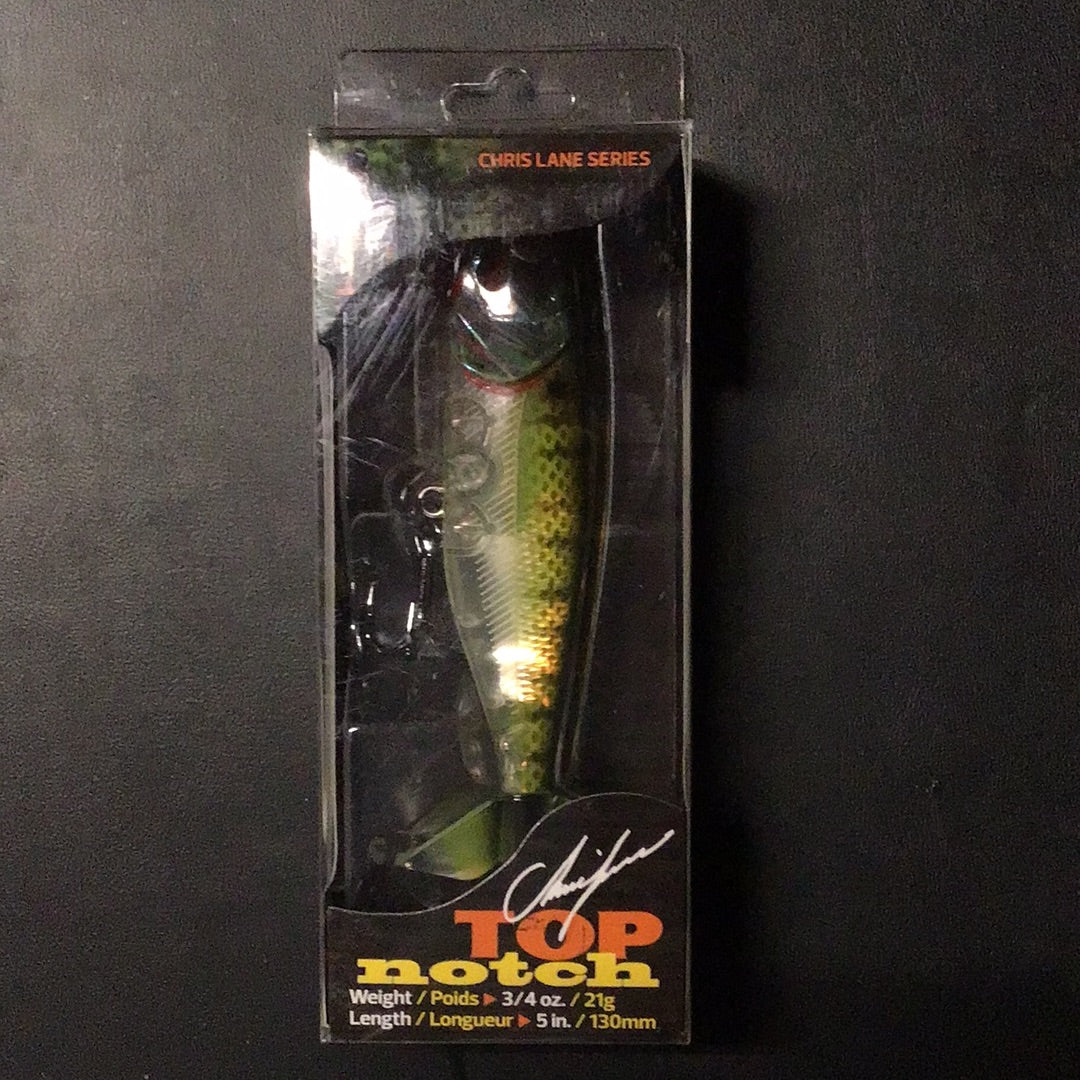 CHRIS LANE SERIES
TOP
notch
Weight / Poids ▶ 3/4 oz. / 21g
Length / Longueur ▶ 5 in. / 130mm